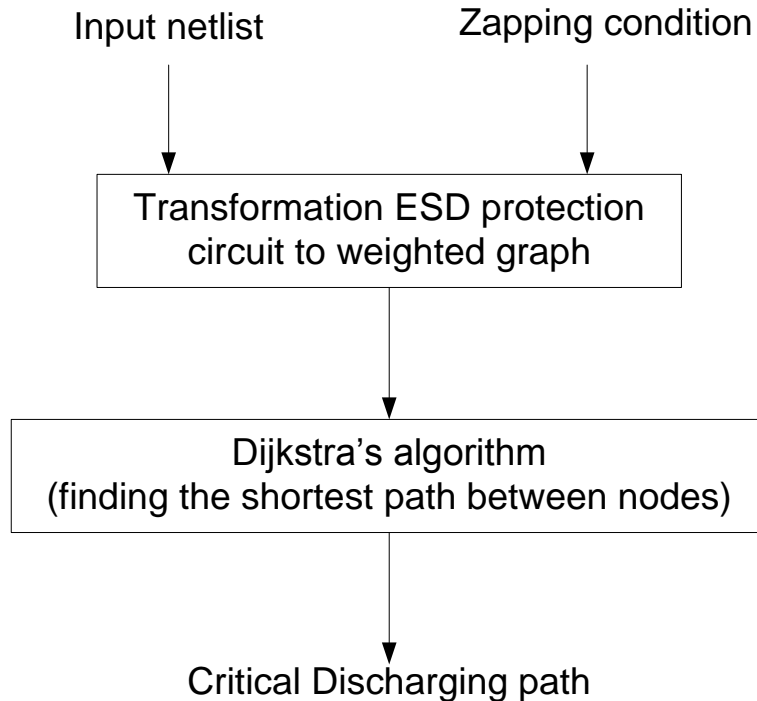 Input netlist
Zapping condition
Transformation ESD protection
circuit to weighted graph
Dijkstra’s algorithm
(finding the shortest path between nodes)
Critical Discharging path